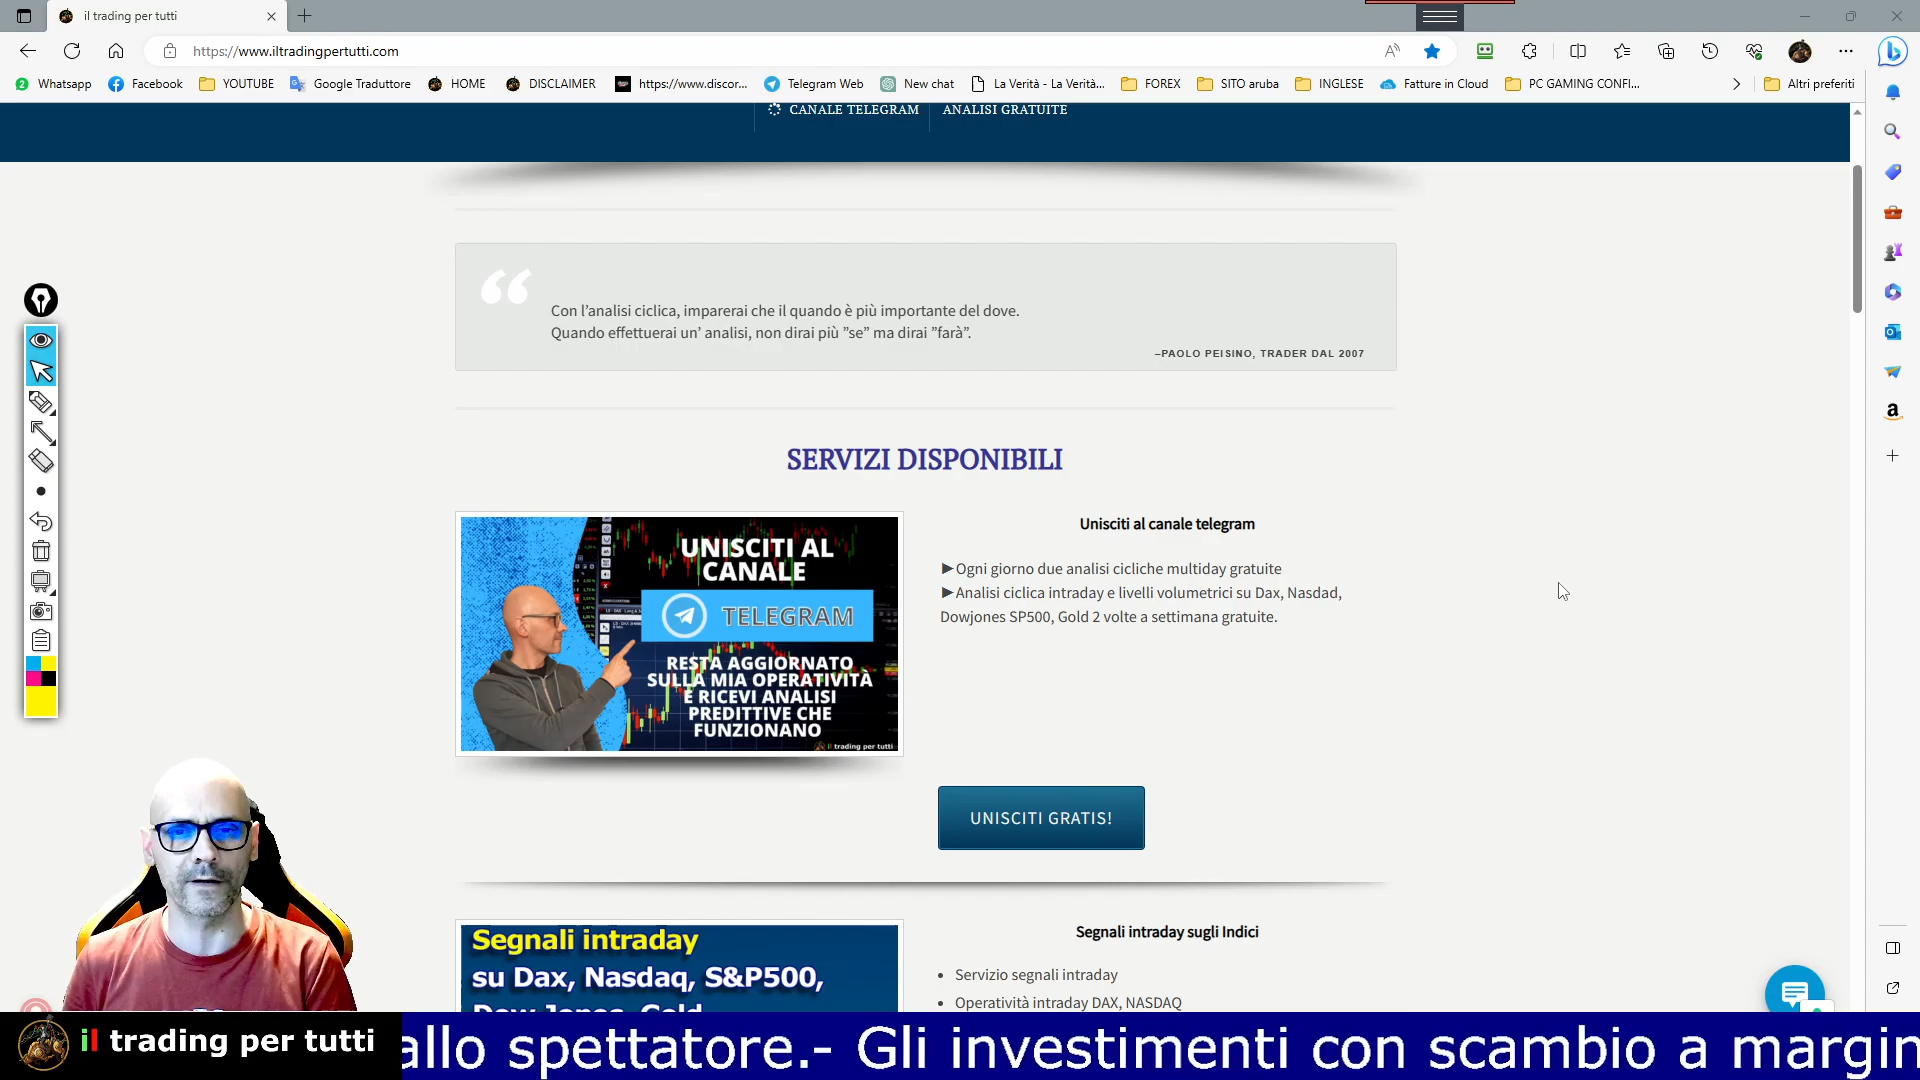 il trading per tutti
https://www.iltradingpertutti.com
Whatsapp
Facebook
YOUTUBE
Google Traduttore
HOME
DISCLAIMER
https://www.discor...
Telegram Web
New chat
La Verità - La Verità...
FOREX
SITO aruba
INGLESE
Fatture in Cloud
PC GAMING CONFI...
Altri preferiti
CANALE TELEGRAM
ANALISI GRATUITE
Con l’analisi ciclica, imparerai che il quando è più importante del dove.
Quando effettuerai un’ analisi, non dirai più ”se” ma dirai ”farà”.
–PAOLO PEISINO, TRADER DAL 2007
SERVIZI DISPONIBILI
UNISCITI AL
CANALE
TELEGRAM
RESTA AGGIORNATO
SULLA MIA OPERATIVITÀ
E RICEVI ANALISI
PREDITTIVE CHE
FUNZIONANO
il trading per tutti
Unisciti al canale telegram
►Ogni giorno due analisi cicliche multiday gratuite
►Analisi ciclica intraday e livelli volumetrici su Dax, Nasdad,
Dowjones SP500, Gold 2 volte a settimana gratuite.
UNISCITI GRATIS!
Segnali intraday
su Dax, Nasdaq, S&P500,
Dow Jones, Gold
Segnali intraday sugli Indici
• Servizio segnali intraday
• Operatività intraday DAX, NASDAQ
il trading per tutti
allo spettatore.- Gli investimenti con scambio a margin